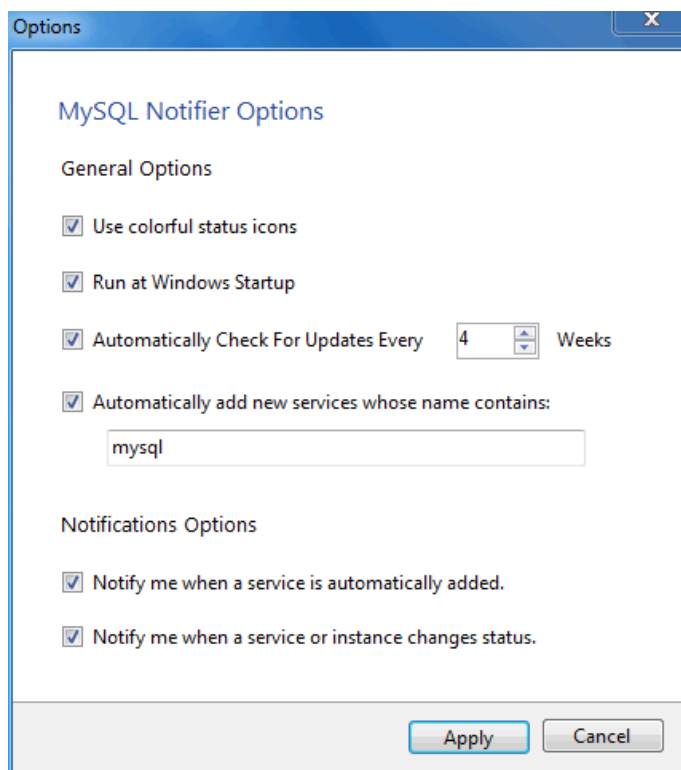 Options
x
MySQL Notifier Options
General Options
Use colorful status icons
Run at Windows Startup
Automatically Check For Updates Every 4 Weeks
Automatically add new services whose name contains:
mysql
Notifications Options
Notify me when a service is automatically added.
Notify me when a service or instance changes status.
Apply Cancel